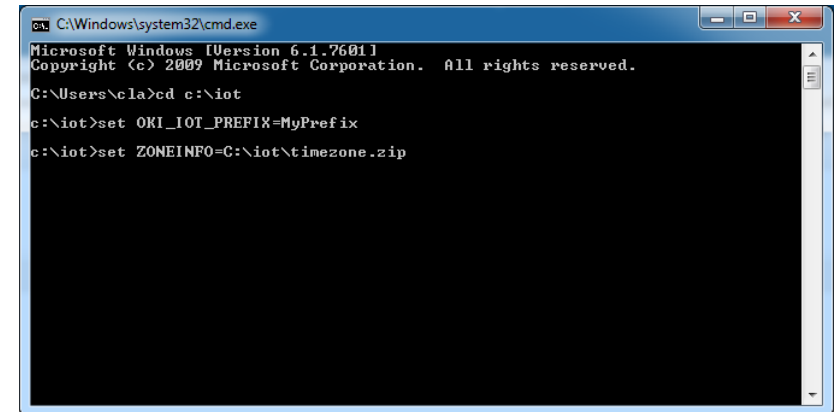 C:\Windows\system32\cmd.exe
Microsoft Windows [Version 6.1.7601]
Copyright (c) 2009 Microsoft Corporation.  All rights reserved.
C:\Users\cla>cd c:\iot
c:\iot>set OKI_IOT_PREFIX=MyPrefix
c:\iot>set ZONEINFO=C:\iot\timezone.zip